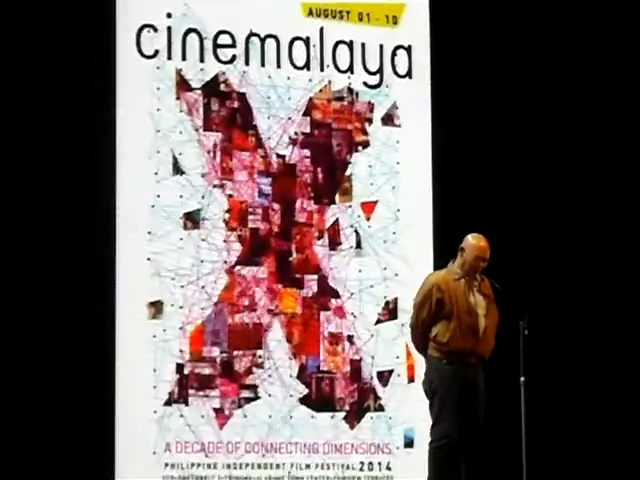 AUGUST 01 - 10
cinemalaya
A DECADE OF CONNECTING DIMENSIONS
PHILIPPINE INDEPENDENT FILM FESTIVAL 2014